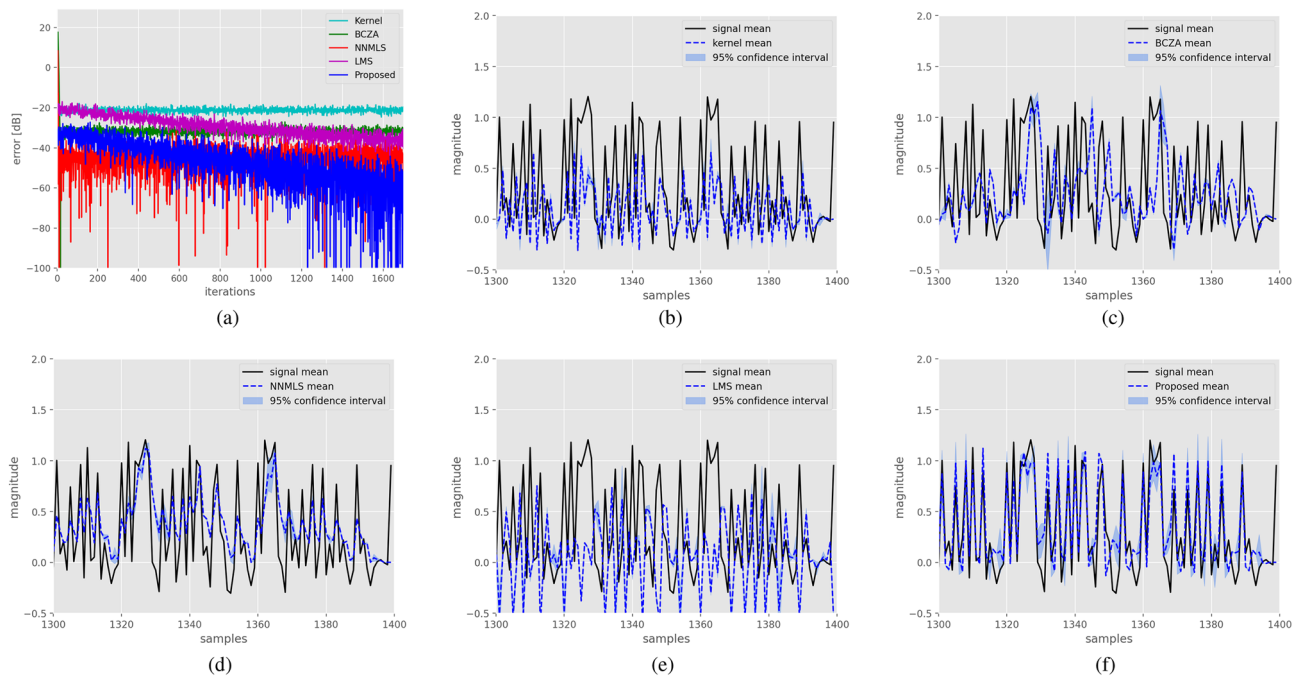 Kernel
BCZA
NNMLS
LMS
Proposed
error [dB]
20
0
−20
−40
−60
−80
−100
0 200 400 600 800 1000 1200 1400 1600
iterations
(a)
signal mean
kernel mean
95% confidence interval
magnitude
2.0
1.5
1.0
0.5
0.0
−0.5
1300 1320 1340 1360 1380 1400
samples
(b)
signal mean
BCZA mean
95% confidence interval
magnitude
2.0
1.5
1.0
0.5
0.0
−0.5
1300 1320 1340 1360 1380 1400
samples
(c)
signal mean
NNMLS mean
95% confidence interval
magnitude
2.0
1.5
1.0
0.5
0.0
−0.5
1300 1320 1340 1360 1380 1400
samples
(d)
signal mean
LMS mean
95% confidence interval
magnitude
2.0
1.5
1.0
0.5
0.0
−0.5
1300 1320 1340 1360 1380 1400
samples
(e)
signal mean
Proposed mean
95% confidence interval
magnitude
2.0
1.5
1.0
0.5
0.0
−0.5
1300 1320 1340 1360 1380 1400
samples
(f)